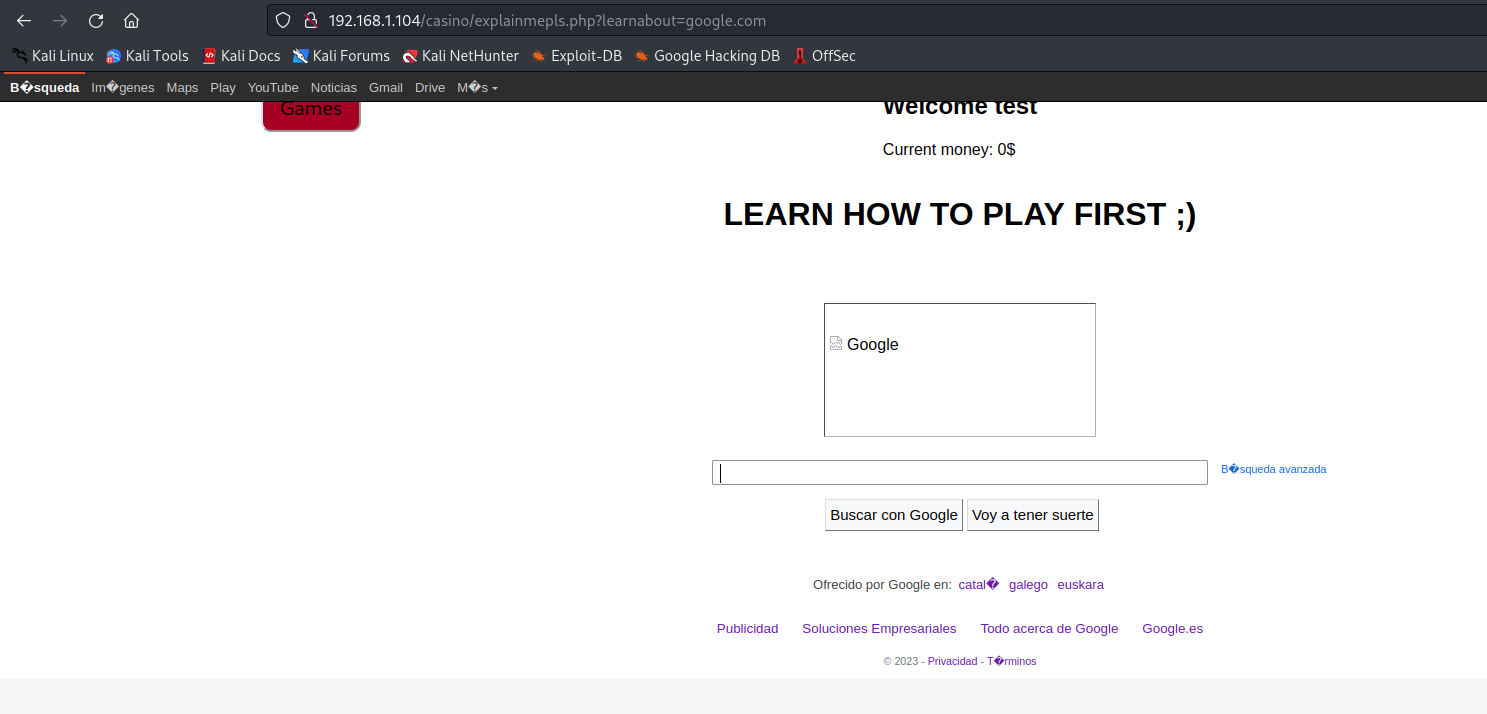 192.168.1.104/casino/explainmepls.php?learnabout=google.com
Kali Linux Kali Tools Kali Docs Kali Forums Kali NetHunter Exploit-DB Google Hacking DB OffSec
B�squeda Im�genes Maps Play YouTube Noticias Gmail Drive M�s
Games
Welcome test
Current money: 0$
LEARN HOW TO PLAY FIRST ;)
Google
B�squeda avanzada
Buscar con Google Voy a tener suerte
Ofrecido por Google en: catal� galego euskara
Publicidad Soluciones Empresariales Todo acerca de Google Google.es
© 2023 - Privacidad - T�rminos